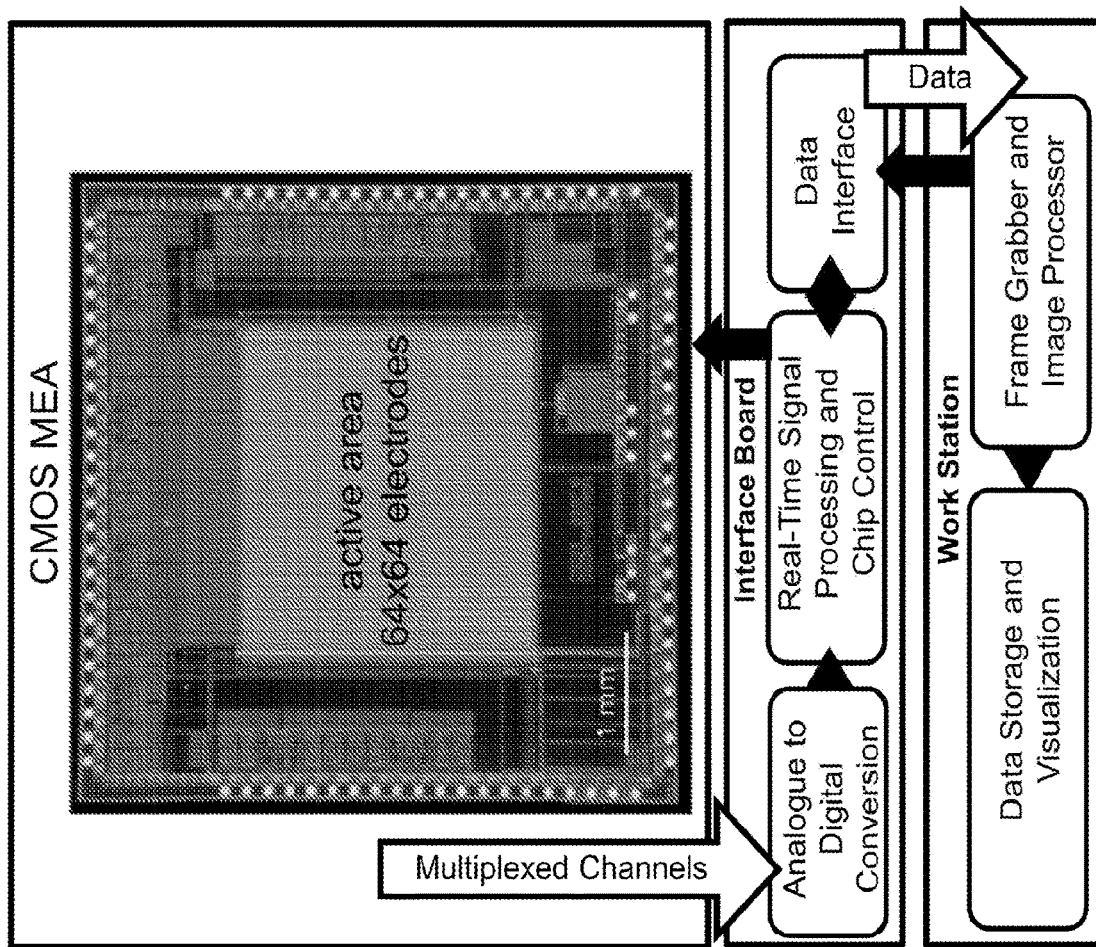 CMOS MEA
active area
64x64 electrodes
1 mm
Multiplexed Channels
Interface Board
Analogue to
Digital
Conversion
Real-Time Signal
Processing and
Chip Control
Data
Interface
Data
Work Station
Frame Grabber and
Image Processor
Data Storage and
Visualization